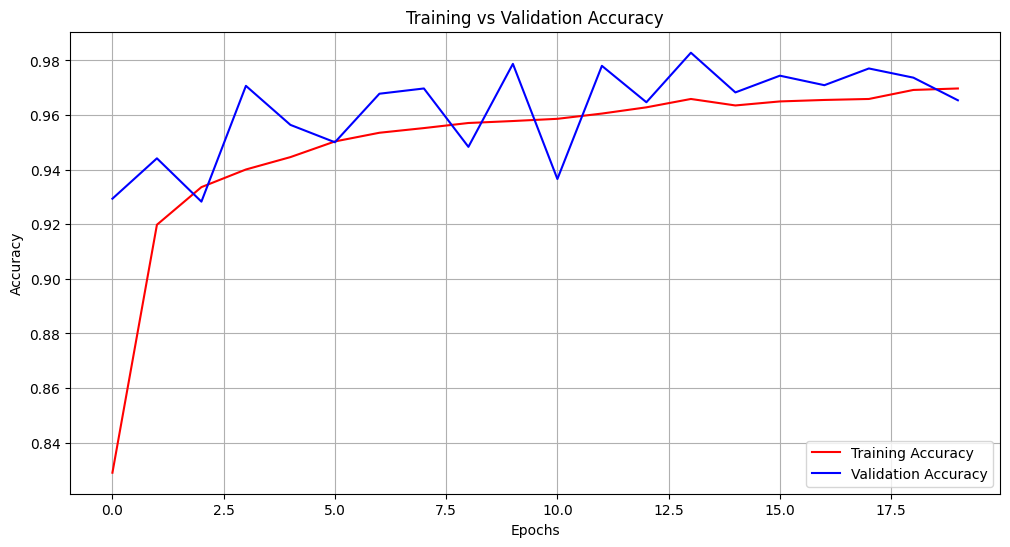 Training vs Validation Accuracy
0.98
0.96
0.94
0.92
0.90
0.88
0.86
0.84
Accuracy
0.0 2.5 5.0 7.5 10.0 12.5 15.0 17.5
Epochs
Training Accuracy
Validation Accuracy